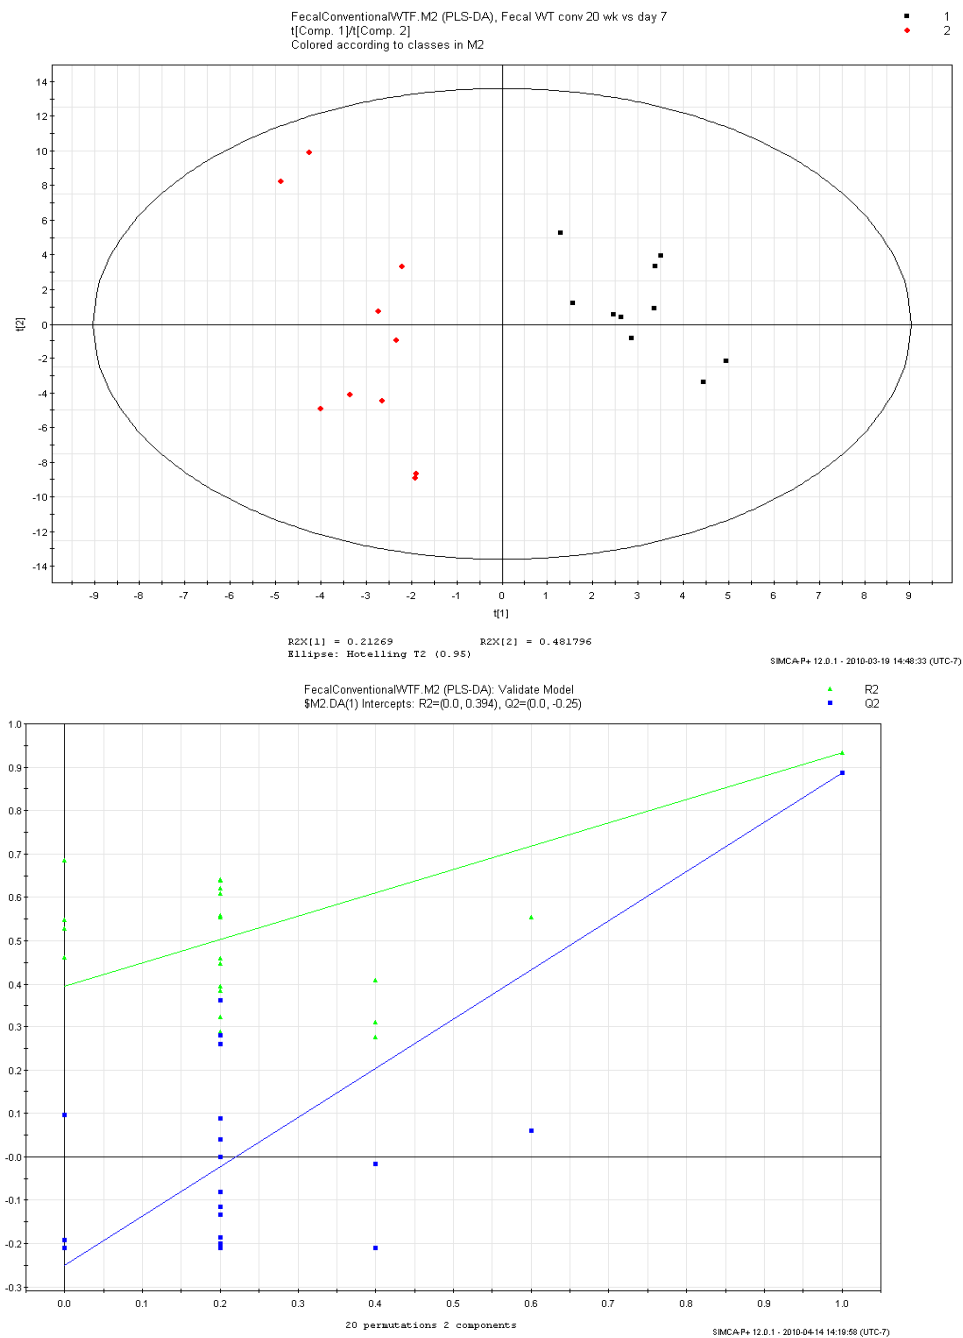 FecalConventionalWTF.M2 (PLS-DA), Fecal WT conv 20 wk vs day 7
t[Comp. 1]/t[Comp. 2]
Colored according to classes in M2
1
2
14
12
10
8
6
4
2
0
-2
-4
-6
-8
-10
-12
-14
t[2]
-9 -8 -7 -6 -5 -4 -3 -2 -1 0 1 2 3 4 5 6 7 8 9
t[1]
R2X[1] = 0.21269 R2X[2] = 0.481796
Ellipse: Hotelling T2 (0.95)
SIMCA-P+ 12.0.1 - 2010-03-19 14:48:33 (UTC-7)
FecalConventionalWTF.M2 (PLS-DA): Validate Model
$M2.DA(1) Intercepts: R2=(0.0, 0.394), Q2=(0.0, -0.25)
R2
Q2
1.0
0.9
0.8
0.7
0.6
0.5
0.4
0.3
0.2
0.1
-0.0
-0.1
-0.2
-0.3
0.0 0.1 0.2 0.3 0.4 0.5 0.6 0.7 0.8 0.9 1.0
20 permutations 2 components
SIMCA-P+ 12.0.1 - 2010-04-14 14:19:58 (UTC-7)